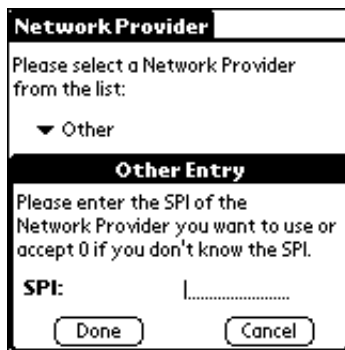 Network Provider
Please select a Network Provider
from the list:
Other
Other Entry
Please enter the SPI of the
Network Provider you want to use or
accept 0 if you don't know the SPI.
SPI:
Done Cancel